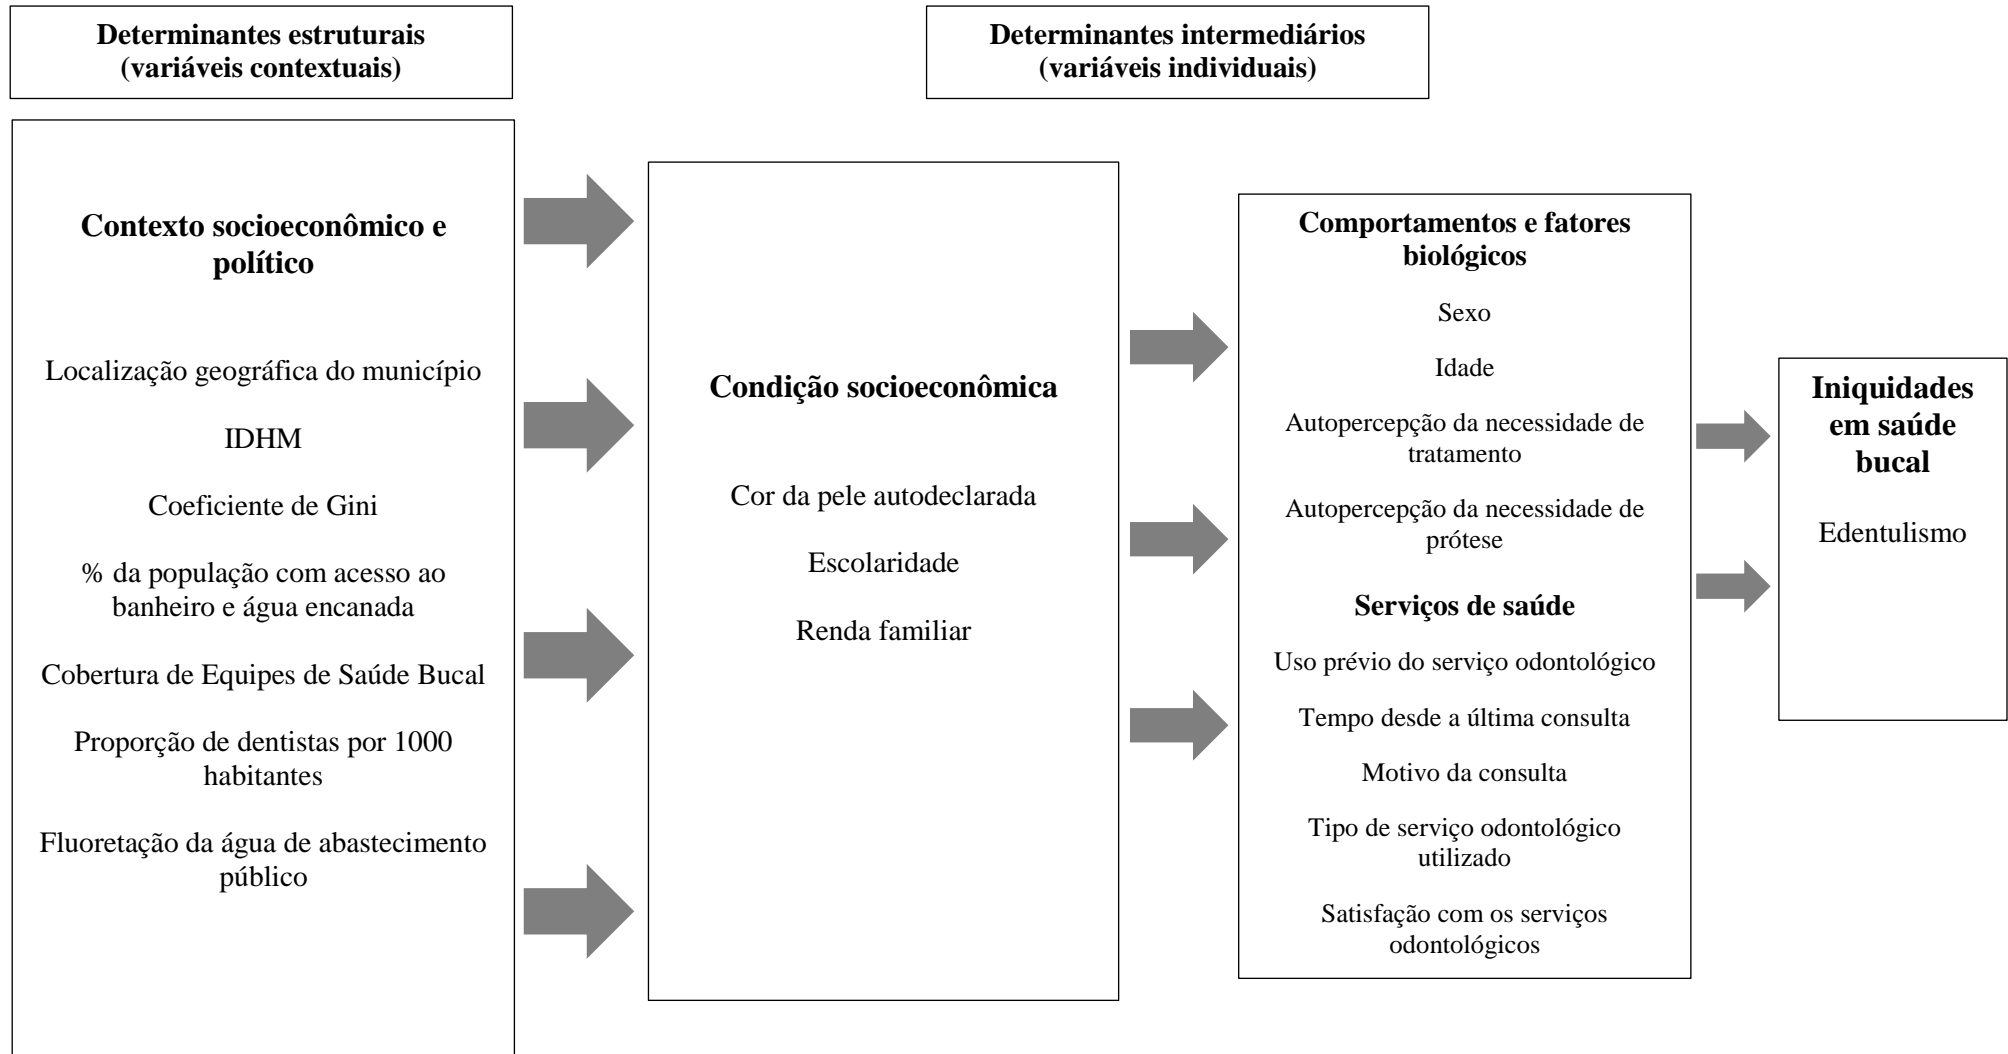 Determinantes estruturais
(variáveis contextuais)
Determinantes intermediários
(variáveis individuais)
Contexto socioeconômico e
político
Localização geográfica do município
IDHM
Coeficiente de Gini
% da população com acesso ao
banheiro e água encanada
Cobertura de Equipes de Saúde Bucal
Proporção de dentistas por 1000
habitantes
Fluoretação da água de abastecimento
público
Condição socioeconômica
Cor da pele autodeclarada
Escolaridade
Renda familiar
Comportamentos e fatores
biológicos
Sexo
Idade
Autopercepção da necessidade de
tratamento
Autopercepção da necessidade de
prótese
Serviços de saúde
Uso prévio do serviço odontológico
Tempo desde a última consulta
Motivo da consulta
Tipo de serviço odontológico
utilizado
Satisfação com os serviços
odontológicos
Iniquidades
em saúde
bucal
Edentulismo